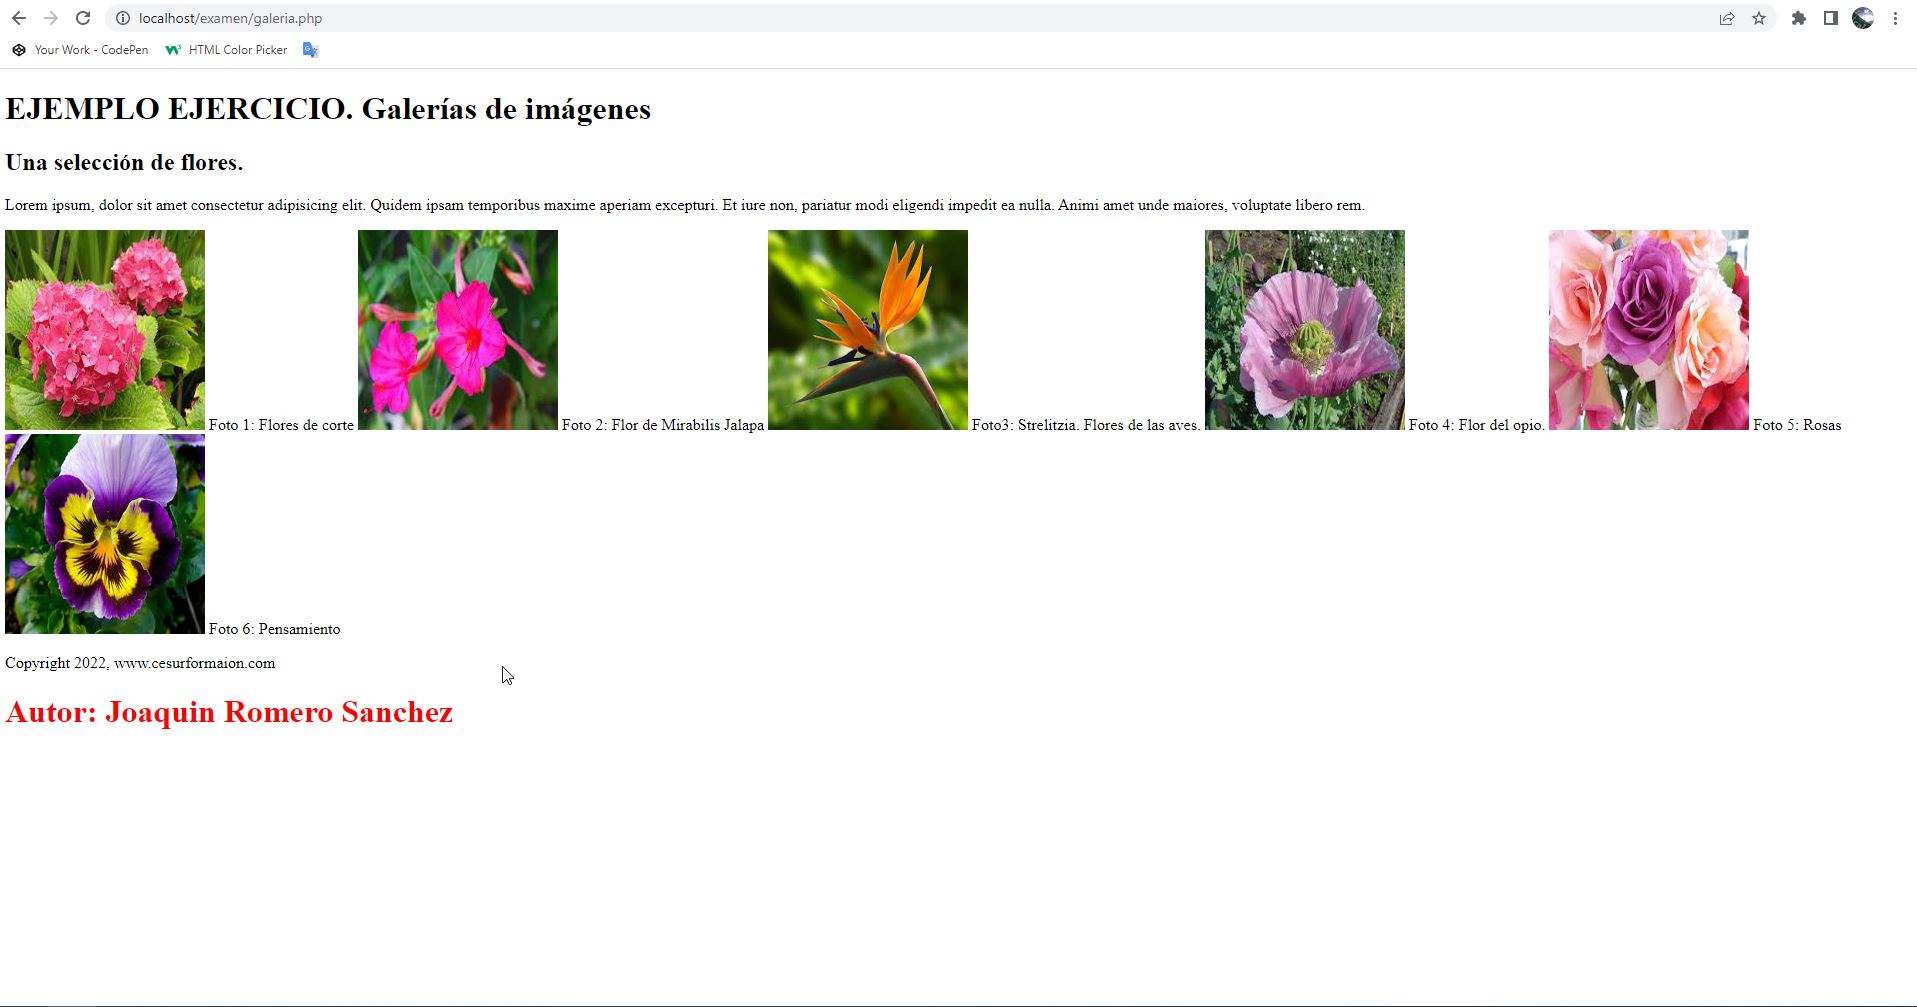 localhost/examen/galeria.php
Your Work - CodePen HTML Color Picker
EJEMPLO EJERCICIO. Galerías de imágenes
Una selección de flores.
Lorem ipsum, dolor sit amet consectetur adipisicing elit. Quidem ipsam temporibus maxime aperiam excepturi. Et iure non, pariatur modi eligendi impedit ea nulla. Animi amet unde maiores, voluptate libero rem.
Foto 1: Flores de corte Foto 2: Flor de Mirabilis Jalapa Foto3: Strelitzia. Flores de las aves. Foto 4: Flor del opio. Foto 5: Rosas
Foto 6: Pensamiento
Copyright 2022, www.cesurformaion.com
Autor: Joaquin Romero Sanchez